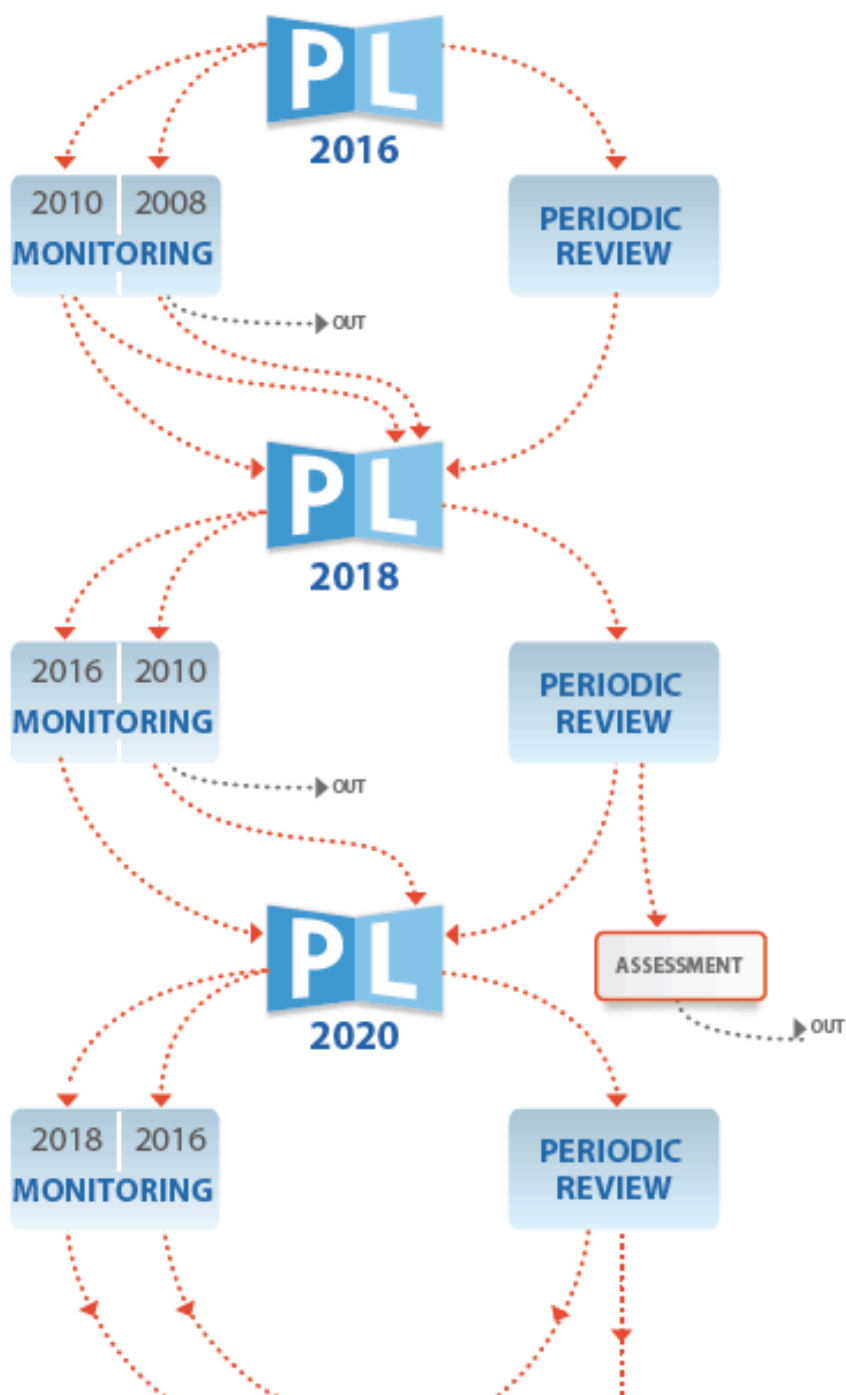 PL
2016
2010 2008
MONITORING
PERIODIC
REVIEW
OUT
PL
2018
2016 2010
MONITORING
PERIODIC
REVIEW
OUT
PL
2020
ASSESSMENT
OUT
2018 2016
MONITORING
PERIODIC
REVIEW